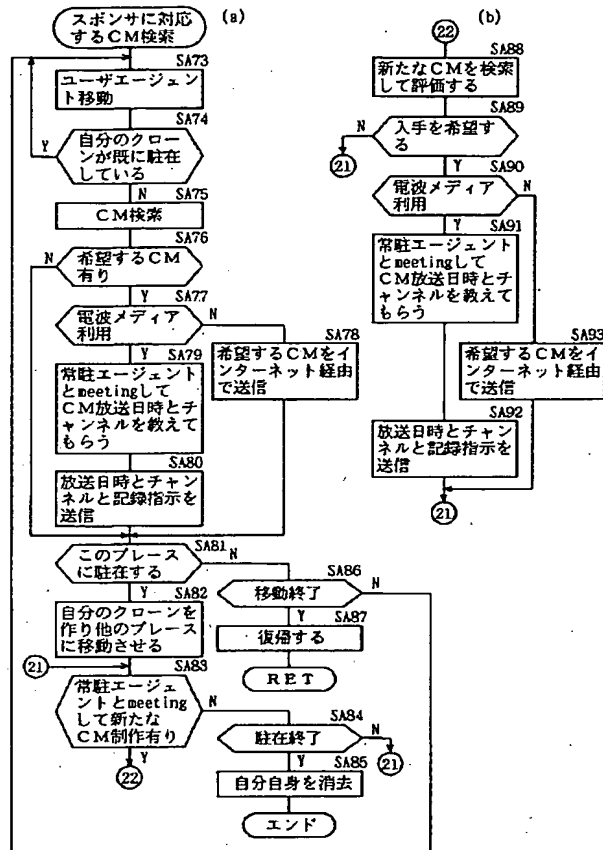 (a)
スポンサに対応
するCM検索
SA73
ユーザエージェ
ント移動
SA74
自分のクローン
が既に駐在
している
Y
N
SA75
CM検索
SA76
希望するCM
有り
N
Y
SA77
電波メディア
利用
N
Y
SA78
希望するCMをイ
ンターネット経由
で送信
SA79
常駐エージェント
とmeetingして
CM放送日時とチ
ャンネルを教えて
もらう
SA80
放送日時とチャン
ネルと記録指示を
送信
SA81
このプレース
に駐在する
N
Y
SA82
自分のクローンを
作り他のプレース
に移動させる
21
SA83
常駐エージェ
ントとmeeting
して新たな
CM制作有り
N
Y
22
SA86
移動終了
N
Y
SA87
復帰する
RET
SA84
駐在終了
N
21
Y
SA85
自分自身を消去
エンド
(b)
22
SA88
新たなCMを検索
して評価する
SA89
入手を希望す
る
N
21
Y
SA90
電波メディア
利用
N
Y
SA91
常駐エージェント
とmeetingして
CM放送日時とチ
ャンネルを教えて
もらう
SA93
希望するCMをイ
ンターネット経由
で送信
SA92
放送日時とチャン
ネルと記録指示を
送信
21